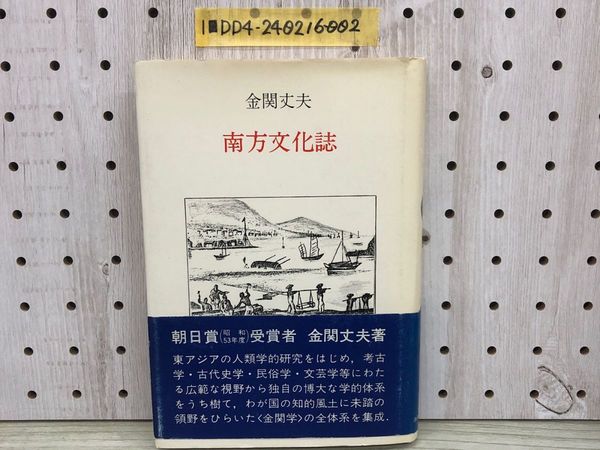 1■DD4-240216002
金関丈夫
南方文化誌
朝日賞(昭和53年度)受賞者 金関丈夫著
東アジアの人類学的研究をはじめ,考古
学・古代史学・民俗学・文芸学等にわた
る広範な視野から独自の博大な学的体系
をうち樹て,わが国の知的風土に未踏の
領野をひらいた〈金関学〉の全体系を集成.